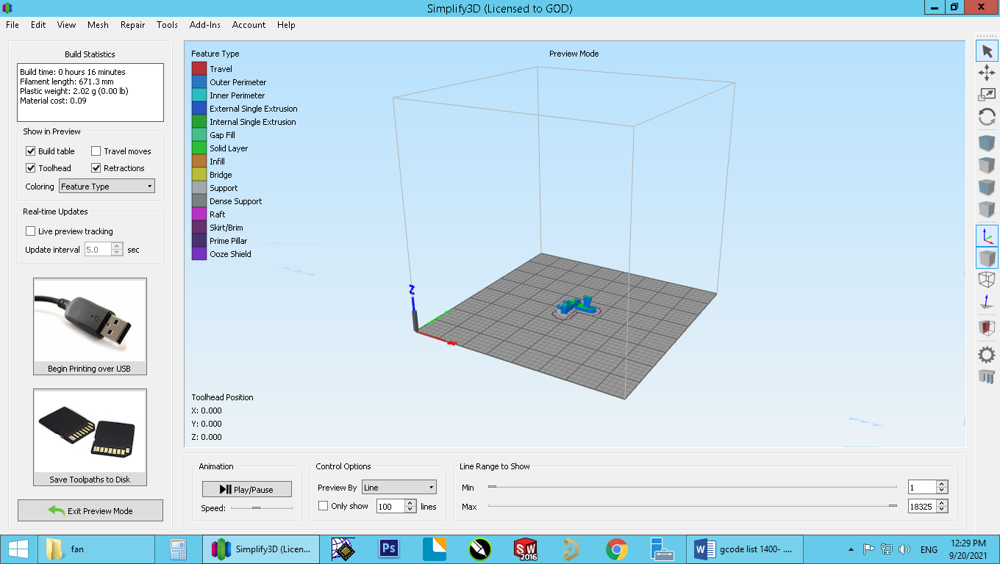 Simplify3D (Licensed to GOD)
File Edit View Mesh Repair Tools Add-Ins Account Help
Build Statistics
Build time: 0 hours 16 minutes
Filament length: 671.3 mm
Plastic weight: 2.02 g (0.00 lb)
Material cost: 0.09
Show in Preview
Build table
Travel moves
Toolhead
Retractions
Coloring Feature Type
Real-time Updates
Live preview tracking
Update interval 5.0 sec
Begin Printing over USB
Save Toolpaths to Disk
Exit Preview Mode
Feature Type
Travel
Outer Perimeter
Inner Perimeter
External Single Extrusion
Internal Single Extrusion
Gap Fill
Solid Layer
Infill
Bridge
Support
Dense Support
Raft
Skirt/Brim
Prime Pillar
Ooze Shield
Preview Mode
Z
Toolhead Position
X: 0.000
Y: 0.000
Z: 0.000
Animation
Play/Pause
Speed:
Control Options
Preview By Line
Only show 100 lines
Line Range to Show
Min 1
Max 18325
fan
Simplify3D (Licen...
Ps
SW
2016
W
gcode list 1400- ....
ENG
12:29 PM
9/20/2021